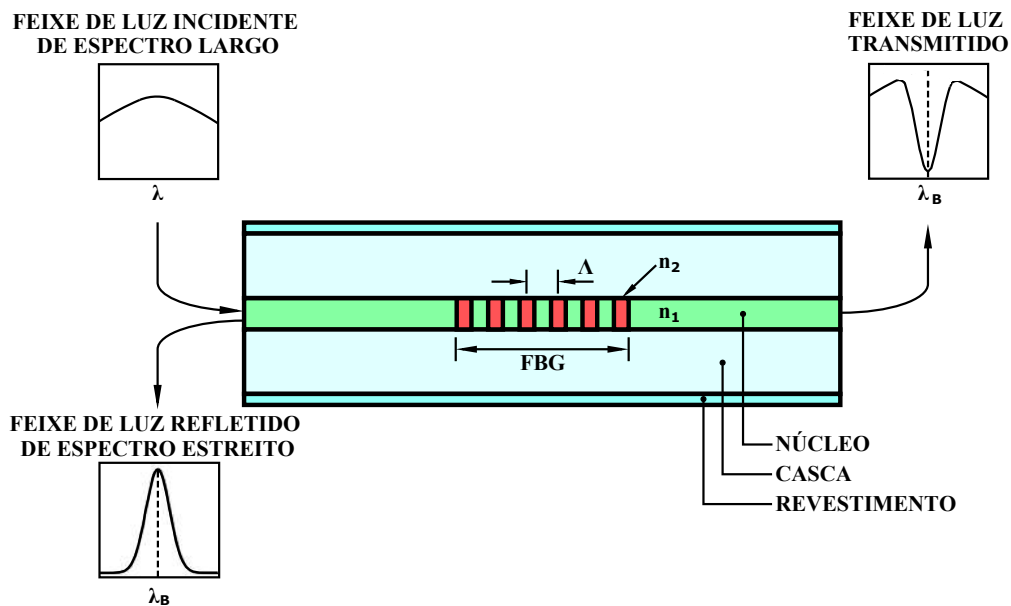 FEIXE DE LUZ INCIDENTE
DE ESPECTRO LARGO
λ
FEIXE DE LUZ
TRANSMITIDO
λB
Λ
n2
n1
FBG
FEIXE DE LUZ REFLETIDO
DE ESPECTRO ESTREITO
λB
NÚCLEO
CASCA
REVESTIMENTO